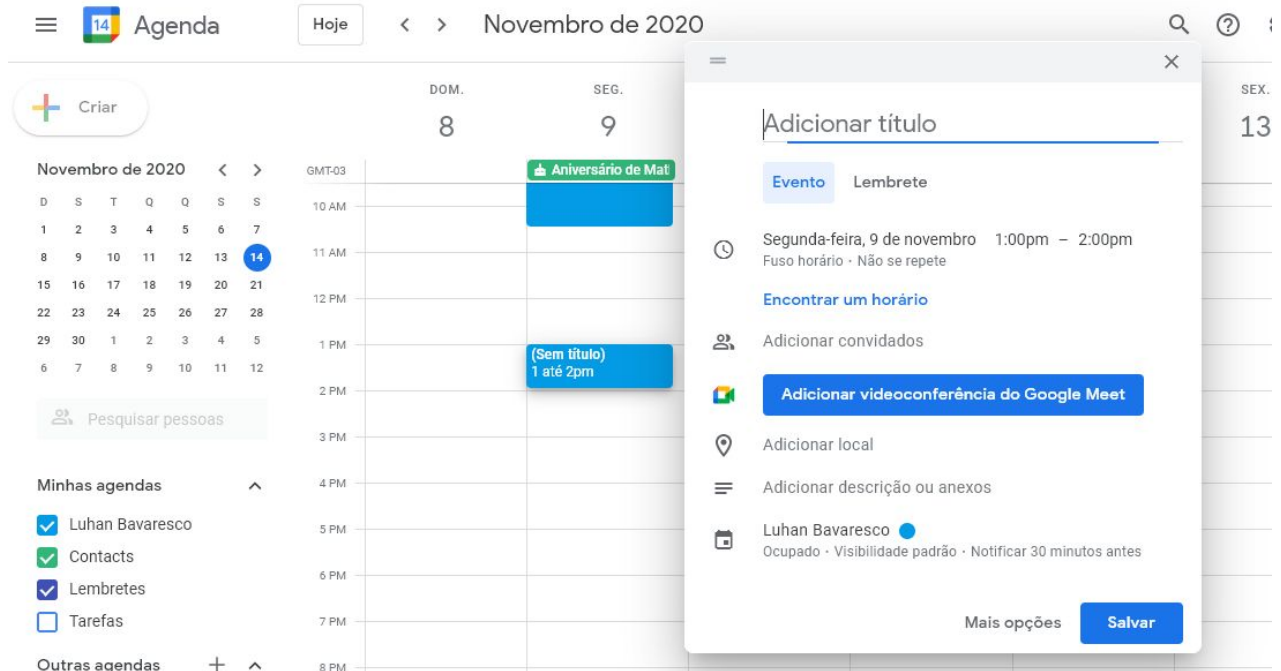 14 Agenda Hoje Novembro de 2020
Criar
Novembro de 2020
D S T Q Q S S
1 2 3 4 5 6 7
8 9 10 11 12 13 14
15 16 17 18 19 20 21
22 23 24 25 26 27 28
29 30 1 2 3 4 5
6 7 8 9 10 11 12
Pesquisar pessoas
Minhas agendas
Luhan Bavaresco
Contacts
Lembretes
Tarefas
Outras agendas
DOM. SEG. SEX.
8 9 13
GMT-03
Aniversário de Mat
10 AM
11 AM
12 PM
1 PM
(Sem título)
1 até 2pm
2 PM
3 PM
4 PM
5 PM
6 PM
7 PM
8 PM
Adicionar título
Evento Lembrete
Segunda-feira, 9 de novembro 1:00pm – 2:00pm
Fuso horário · Não se repete
Encontrar um horário
Adicionar convidados
Adicionar videoconferência do Google Meet
Adicionar local
Adicionar descrição ou anexos
Luhan Bavaresco
Ocupado · Visibilidade padrão · Notificar 30 minutos antes
Mais opções Salvar